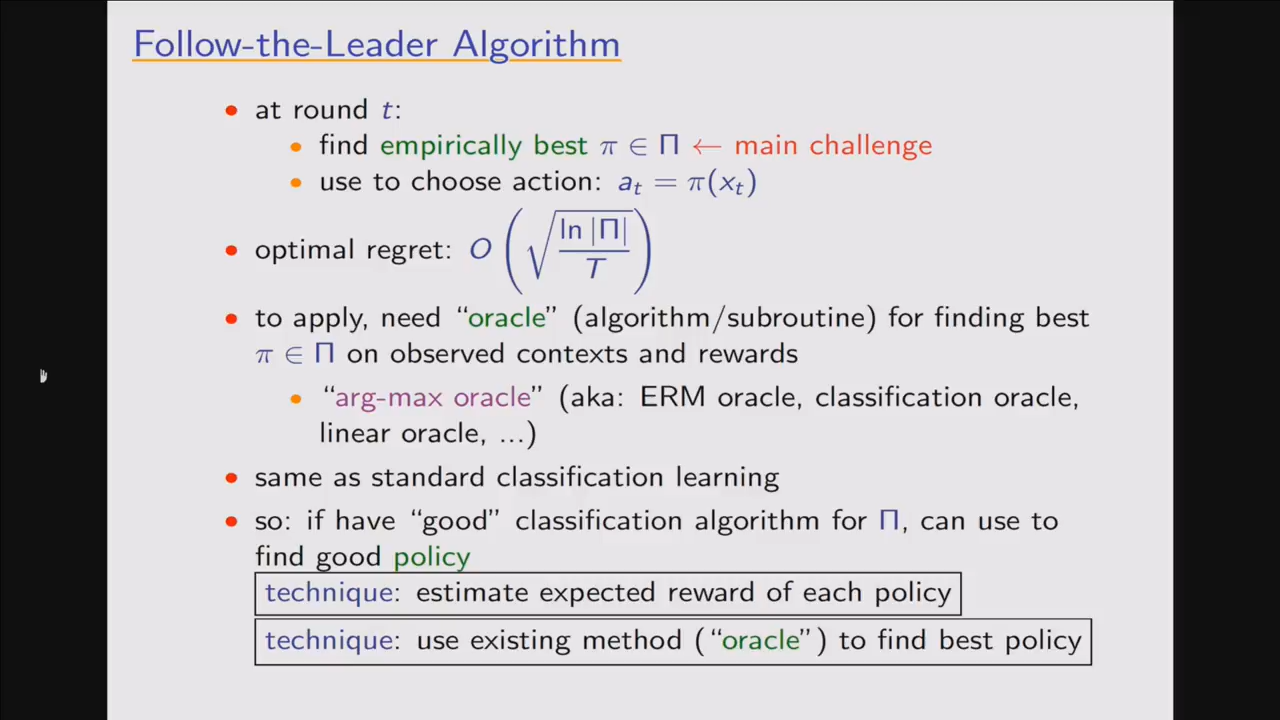 Follow-the-Leader Algorithm
• at round t:
• find empirically best π ∈ Π ← main challenge
• use to choose action: aₜ = π(xₜ)
• optimal regret: O(√(ln |Π| / T))
• to apply, need “oracle” (algorithm/subroutine) for finding best
π ∈ Π on observed contexts and rewards
• “arg-max oracle” (aka: ERM oracle, classification oracle,
linear oracle, ...)
• same as standard classification learning
• so: if have “good” classification algorithm for Π, can use to
find good policy
technique: estimate expected reward of each policy
technique: use existing method (“oracle”) to find best policy